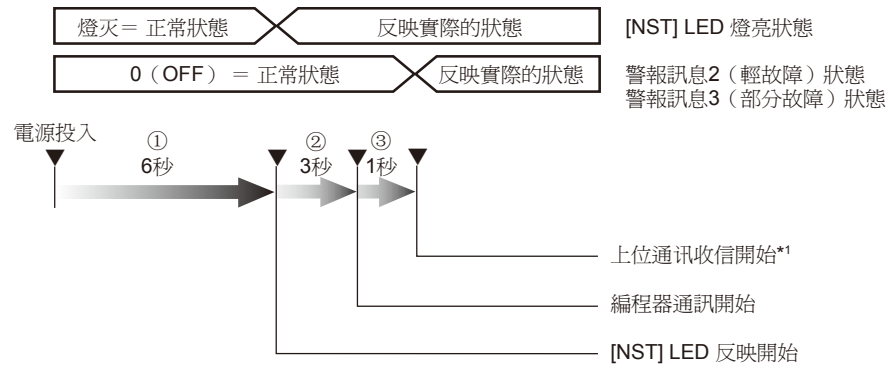 燈灭＝ 正常狀態 反映實際的狀態 [NST] LED 燈亮狀態
0（OFF） ＝ 正常狀態 反映實際的狀態 警報訊息2（輕故障）狀態
警報訊息3（部分故障）狀態
電源投入
① ② ③
6秒 3秒 1秒
上位通讯收信開始*1
編程器通訊開始
[NST] LED 反映開始